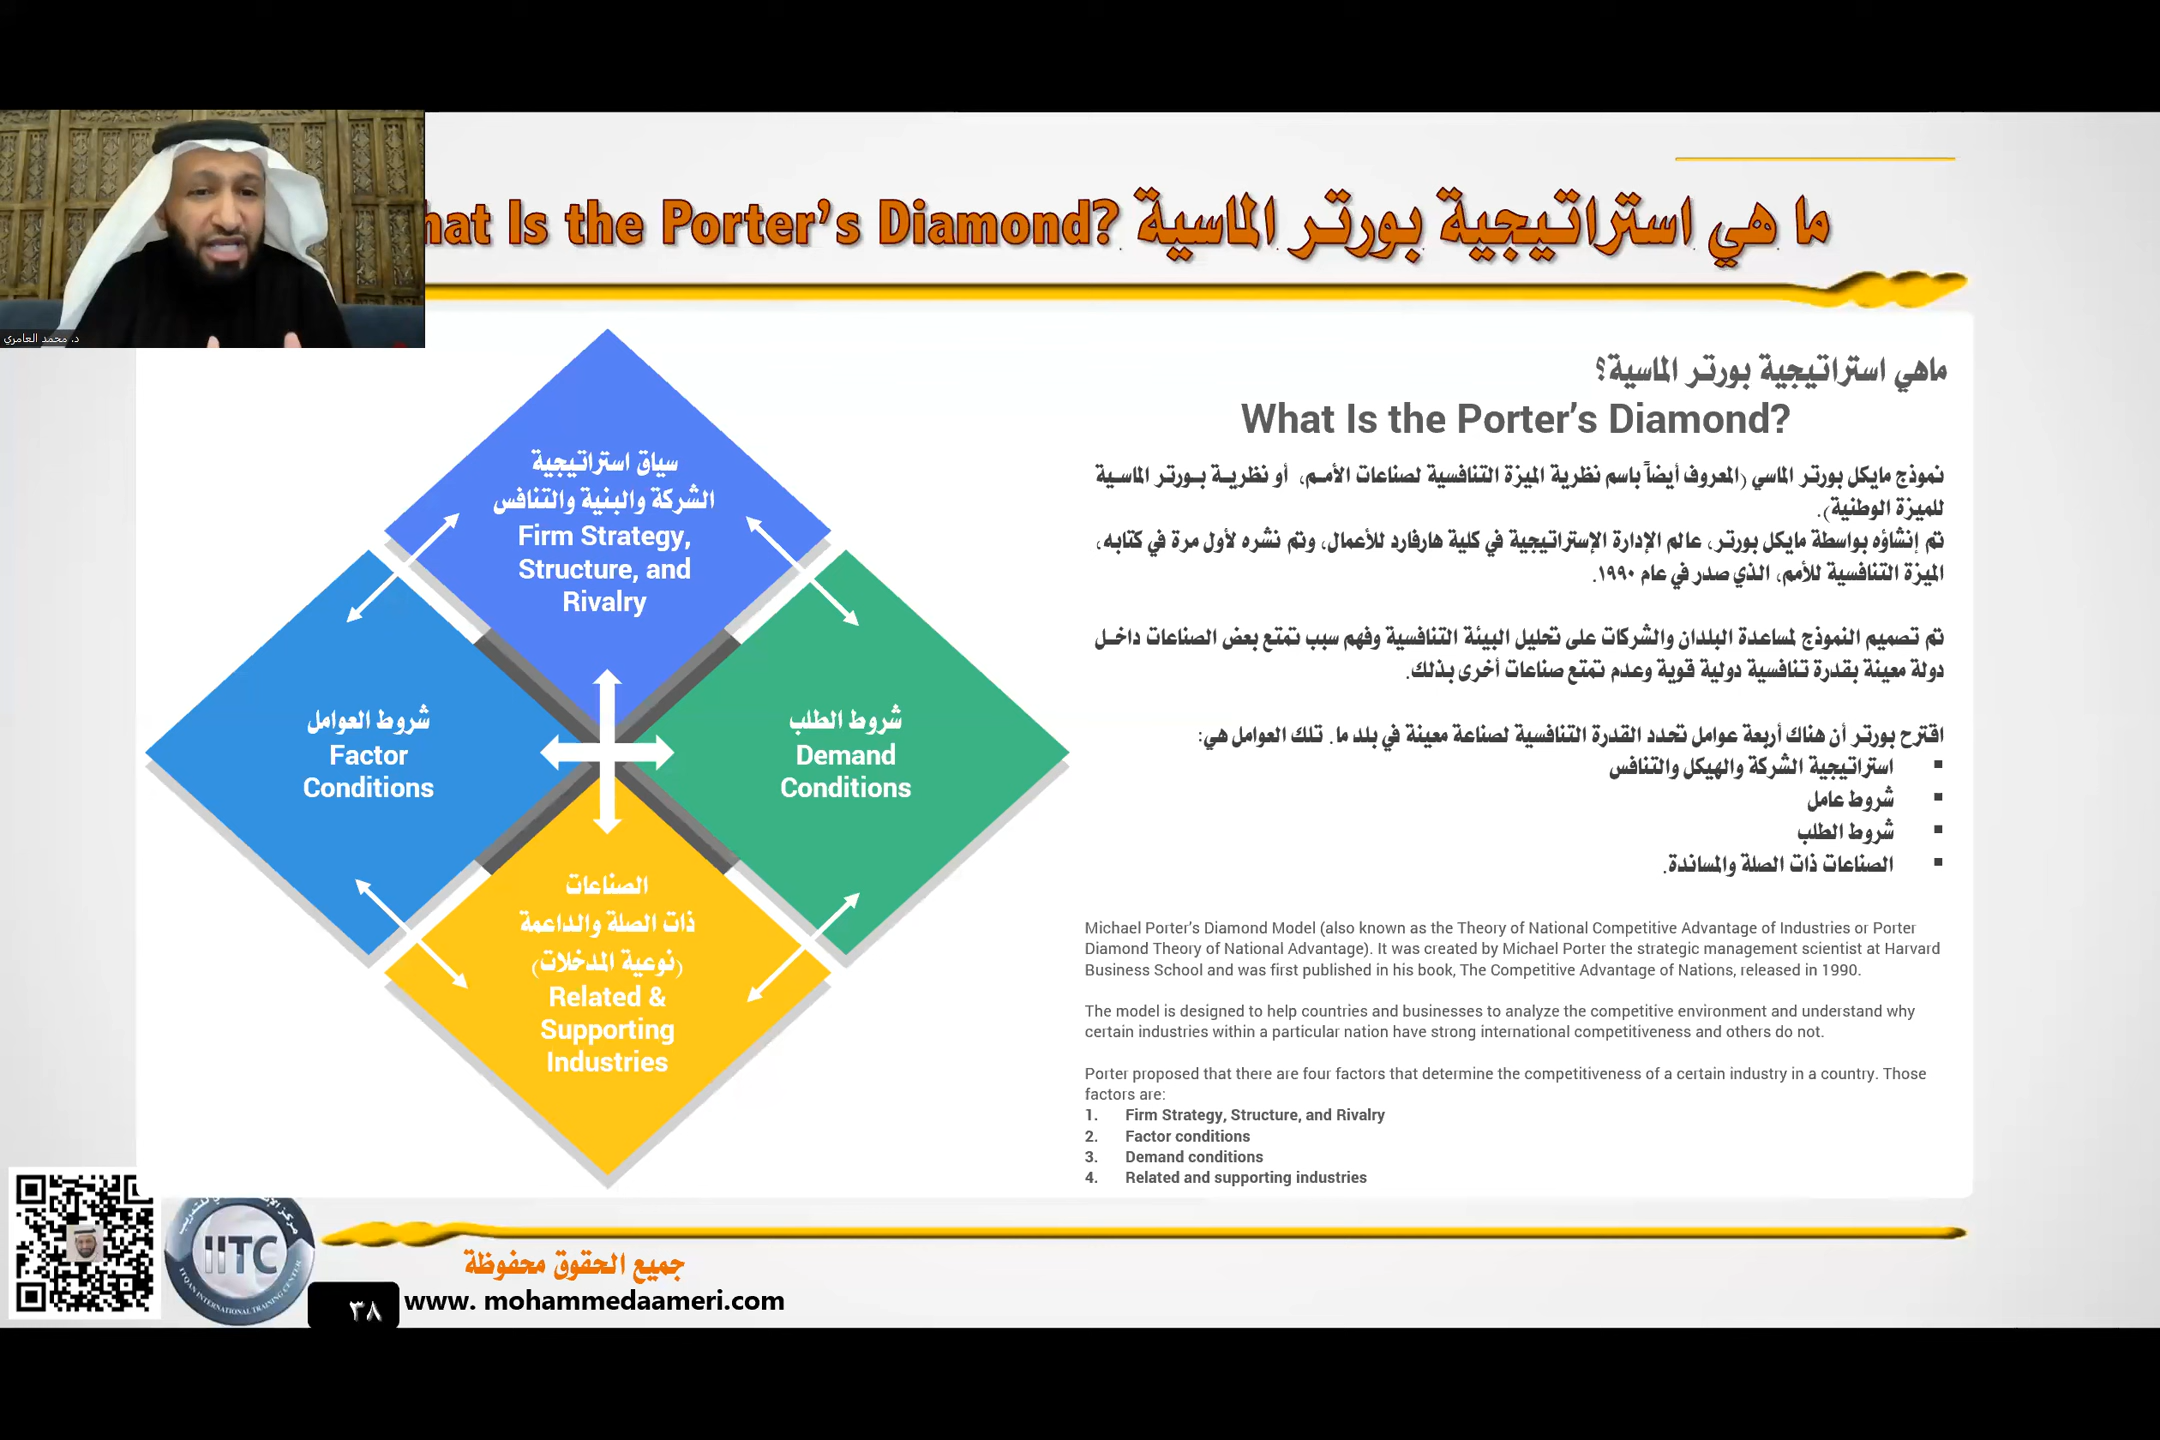 hat Is the Porter’s Diamond? ما هي استراتيجية بورتر الماسية
د. محمد العامري
سياق استراتيجية
الشركة والبنية والتنافس
Firm Strategy,
Structure, and
Rivalry
شروط العوامل
Factor
Conditions
شروط الطلب
Demand
Conditions
الصناعات
ذات الصلة والداعمة
(نوعية المدخلات)
Related &
Supporting
Industries
ماهي استراتيجية بورتر الماسية؟
What Is the Porter’s Diamond?
نموذج مايكل بورتر الماسي (المعروف أيضاً باسم نظرية الميزة التنافسية لصناعات الأمم، أو نظرية بورتر الماسية
للميزة الوطنية).
تم إنشاؤه بواسطة مايكل بورتر، عالم الإدارة الإستراتيجية في كلية هارفارد للأعمال، وتم نشره لأول مرة في كتابه،
الميزة التنافسية للأمم، الذي صدر في عام ١٩٩٠.
تم تصميم النموذج لمساعدة البلدان والشركات على تحليل البيئة التنافسية وفهم سبب تمتع بعض الصناعات داخل
دولة معينة بقدرة تنافسية دولية قوية وعدم تمتع صناعات أخرى بذلك.
اقترح بورتر أن هناك أربعة عوامل تحدد القدرة التنافسية لصناعة معينة في بلد ما. تلك العوامل هي:
▪ استراتيجية الشركة والهيكل والتنافس
▪ شروط عامل
▪ شروط الطلب
▪ الصناعات ذات الصلة والمساندة.
Michael Porter’s Diamond Model (also known as the Theory of National Competitive Advantage of Industries or Porter
Diamond Theory of National Advantage). It was created by Michael Porter the strategic management scientist at Harvard
Business School and was first published in his book, The Competitive Advantage of Nations, released in 1990.
The model is designed to help countries and businesses to analyze the competitive environment and understand why
certain industries within a particular nation have strong international competitiveness and others do not.
Porter proposed that there are four factors that determine the competitiveness of a certain industry in a country. Those
factors are:
1. Firm Strategy, Structure, and Rivalry
2. Factor conditions
3. Demand conditions
4. Related and supporting industries
IITC
ITQAN INTERNATIONAL TRAINING CENTER
جميع الحقوق محفوظة
٣٨
www. mohammedaameri.com